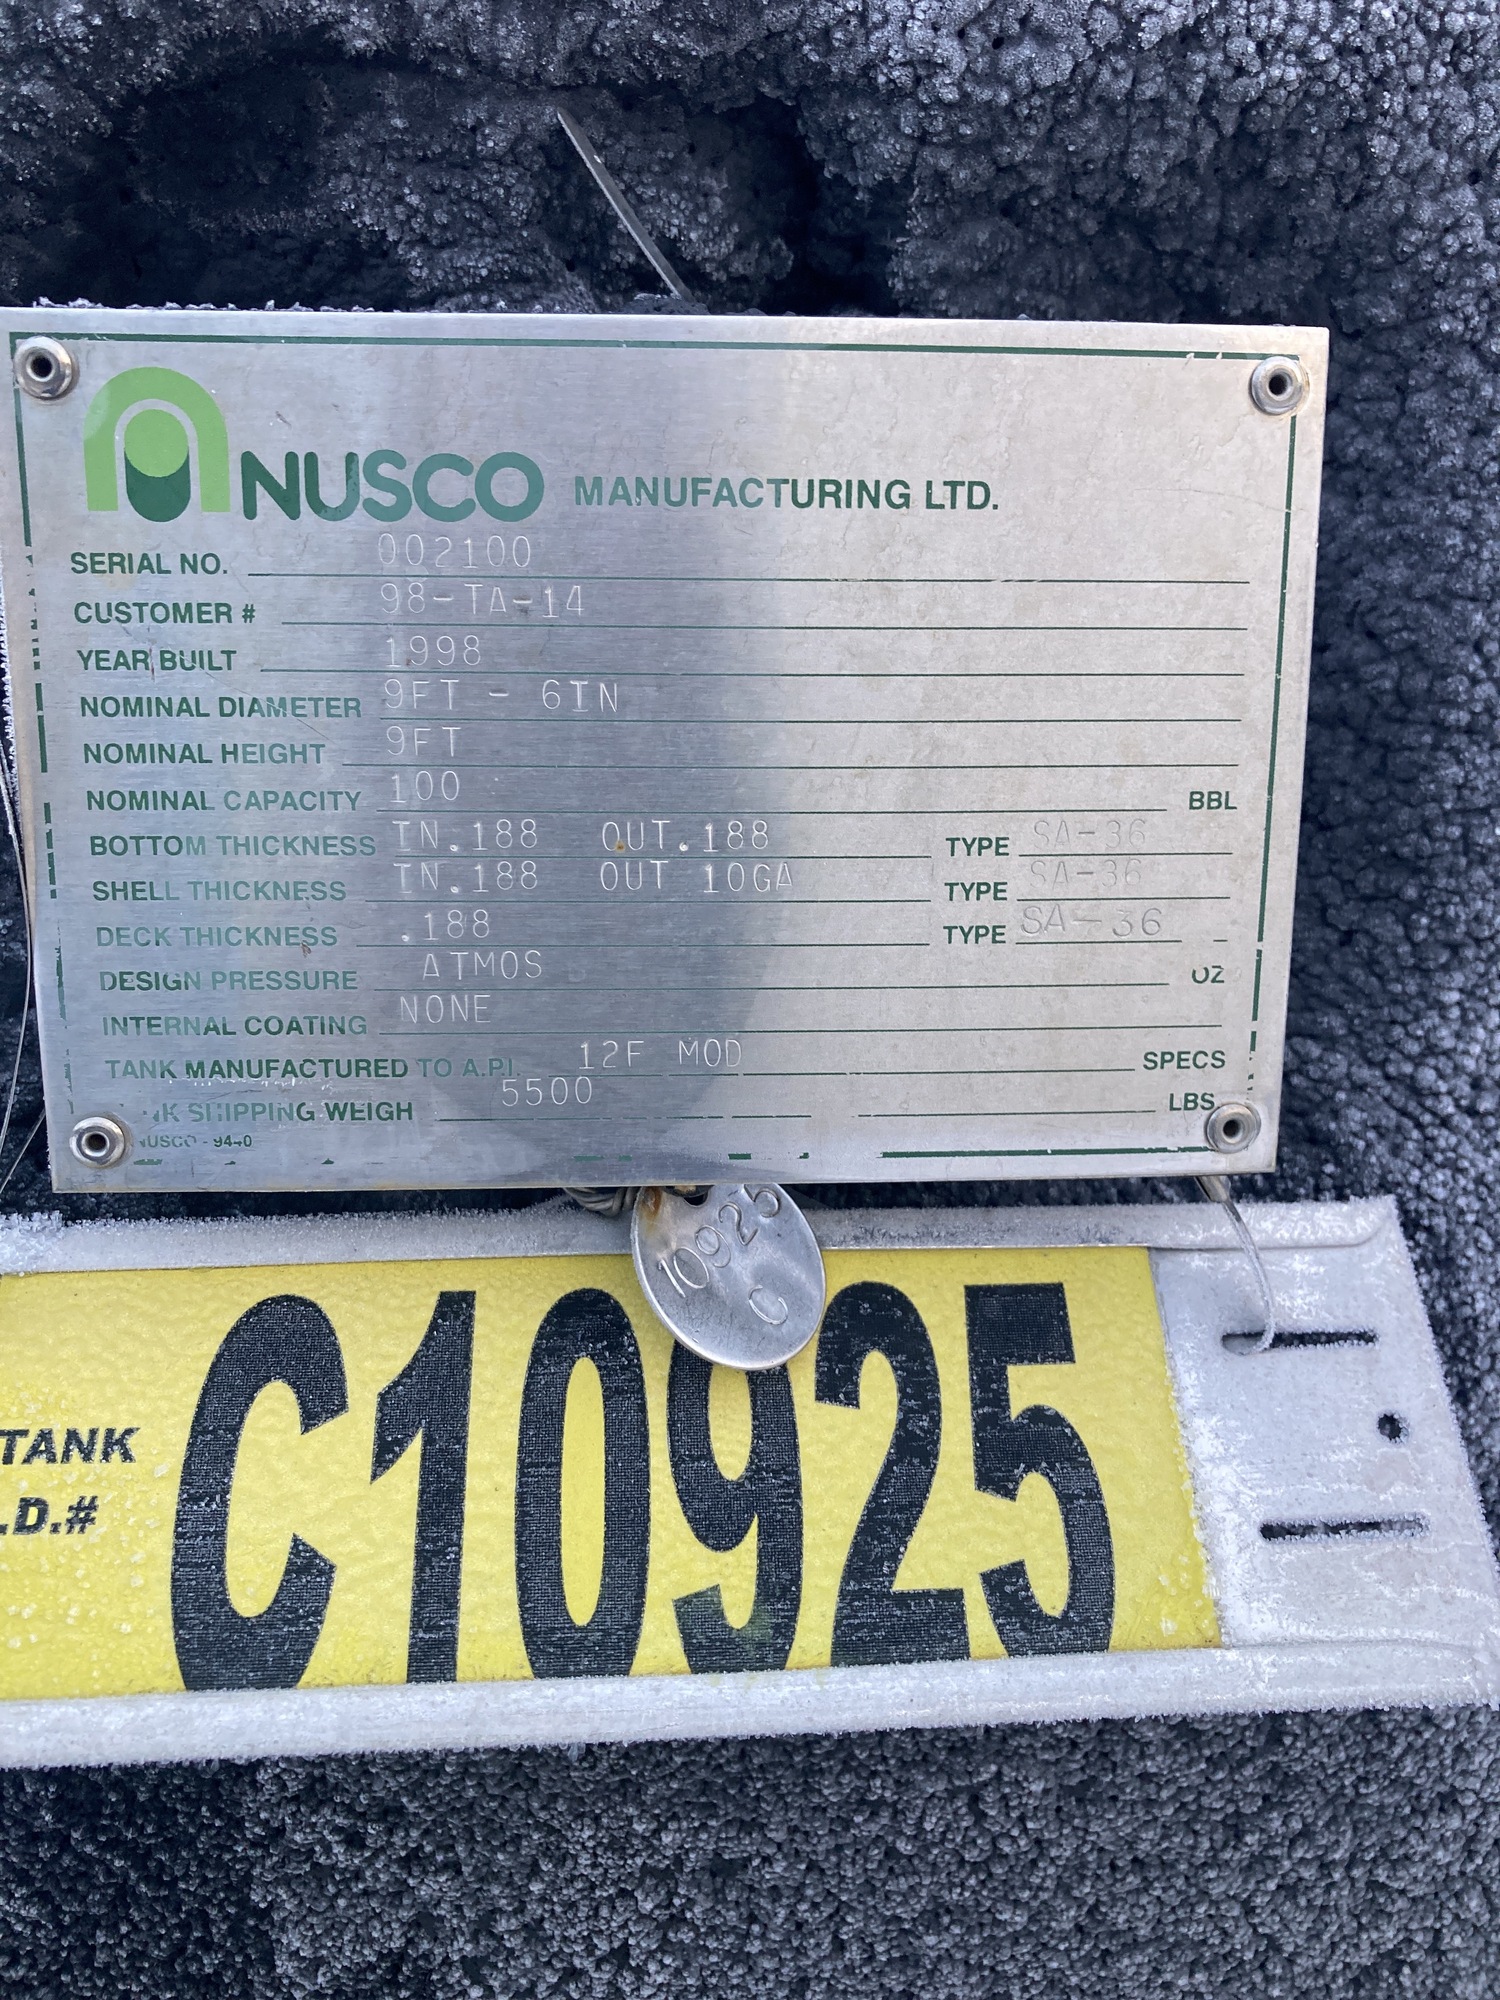 NUSCO MANUFACTURING LTD.
SERIAL NO. 002100
CUSTOMER # 98-TA-14
YEAR BUILT 1998
NOMINAL DIAMETER 9FT - 6IN
NOMINAL HEIGHT 9FT
NOMINAL CAPACITY 100 BBL
BOTTOM THICKNESS IN.188 OUT.188 TYPE SA-36
SHELL THICKNESS IN.188 OUT 10GA TYPE SA-36
DECK THICKNESS .188 TYPE SA-36
DESIGN PRESSURE ATMOS OZ
INTERNAL COATING NONE
TANK MANUFACTURED TO A.P.I. 12F MOD SPECS
SHIPPING WEIGH 5500 LBS.
NUSCO - 9440
10925
C
TANK C10925
.D.#